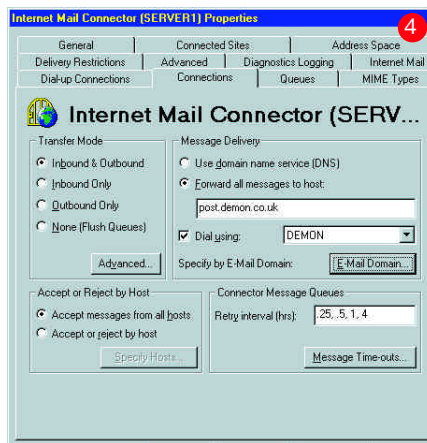 Internet Mail Connector (SERVER1) Properties
4
General Connected Sites Address Space
Delivery Restrictions Advanced Diagnostics Logging Internet Mail
Dial-up Connections Connections Queues MIME Types
Internet Mail Connector (SERV...
Transfer Mode
Inbound & Outbound
Inbound Only
Outbound Only
None (Flush Queues)
Advanced...
Message Delivery
Use domain name service (DNS)
Forward all messages to host:
post.demon.co.uk
Dial using: DEMON
Specify by E-Mail Domain: E-Mail Domain...
Accept or Reject by Host
Accept messages from all hosts
Accept or reject by host
Specify Hosts...
Connector Message Queues
Retry interval (hrs): .25, .5, 1, 4
Message Time-outs...